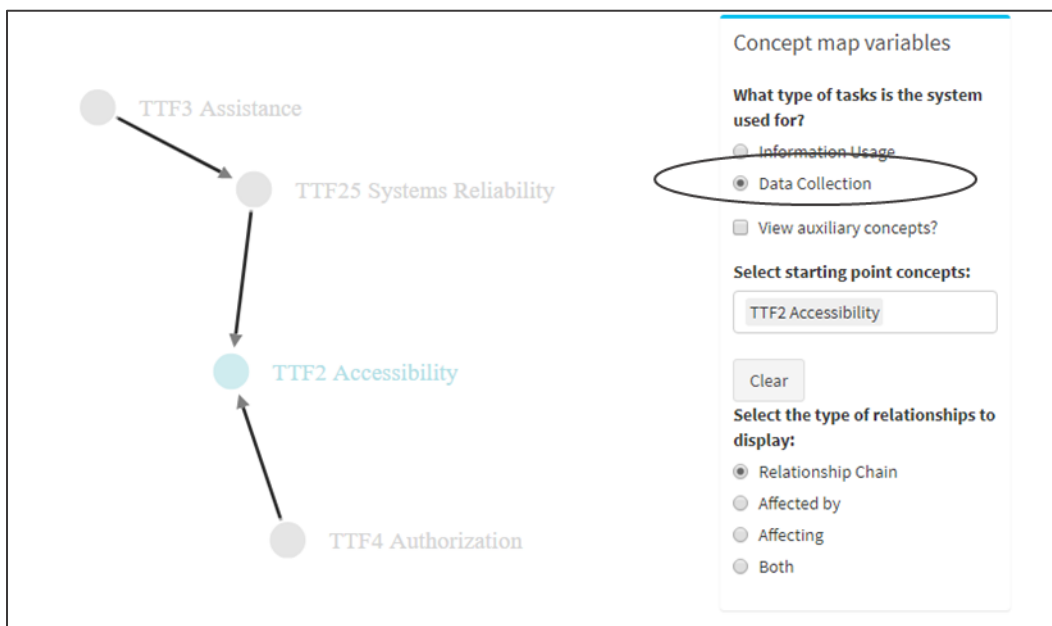 TTF3 Assistance
TTF25 Systems Reliability
TTF2 Accessibility
TTF4 Authorization
Concept map variables
What type of tasks is the system
used for?
Information Usage
Data Collection
View auxiliary concepts?
Select starting point concepts:
TTF2 Accessibility
Clear
Select the type of relationships to
display:
Relationship Chain
Affected by
Affecting
Both